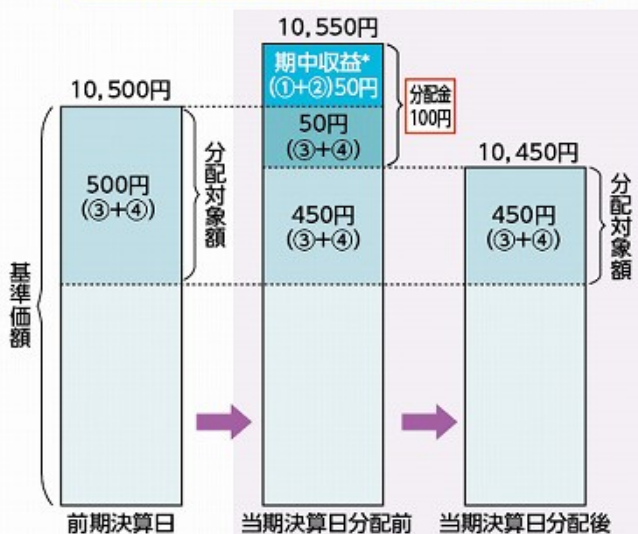 10,550円
期中収益*
(①+②)50円
分配金
100円
10,500円
50円
(③+④)
10,450円
500円
(③+④)
分配対象額
450円
(③+④)
450円
(③+④)
分配対象額
基準価額
前期決算日
当期決算日分配前
当期決算日分配後